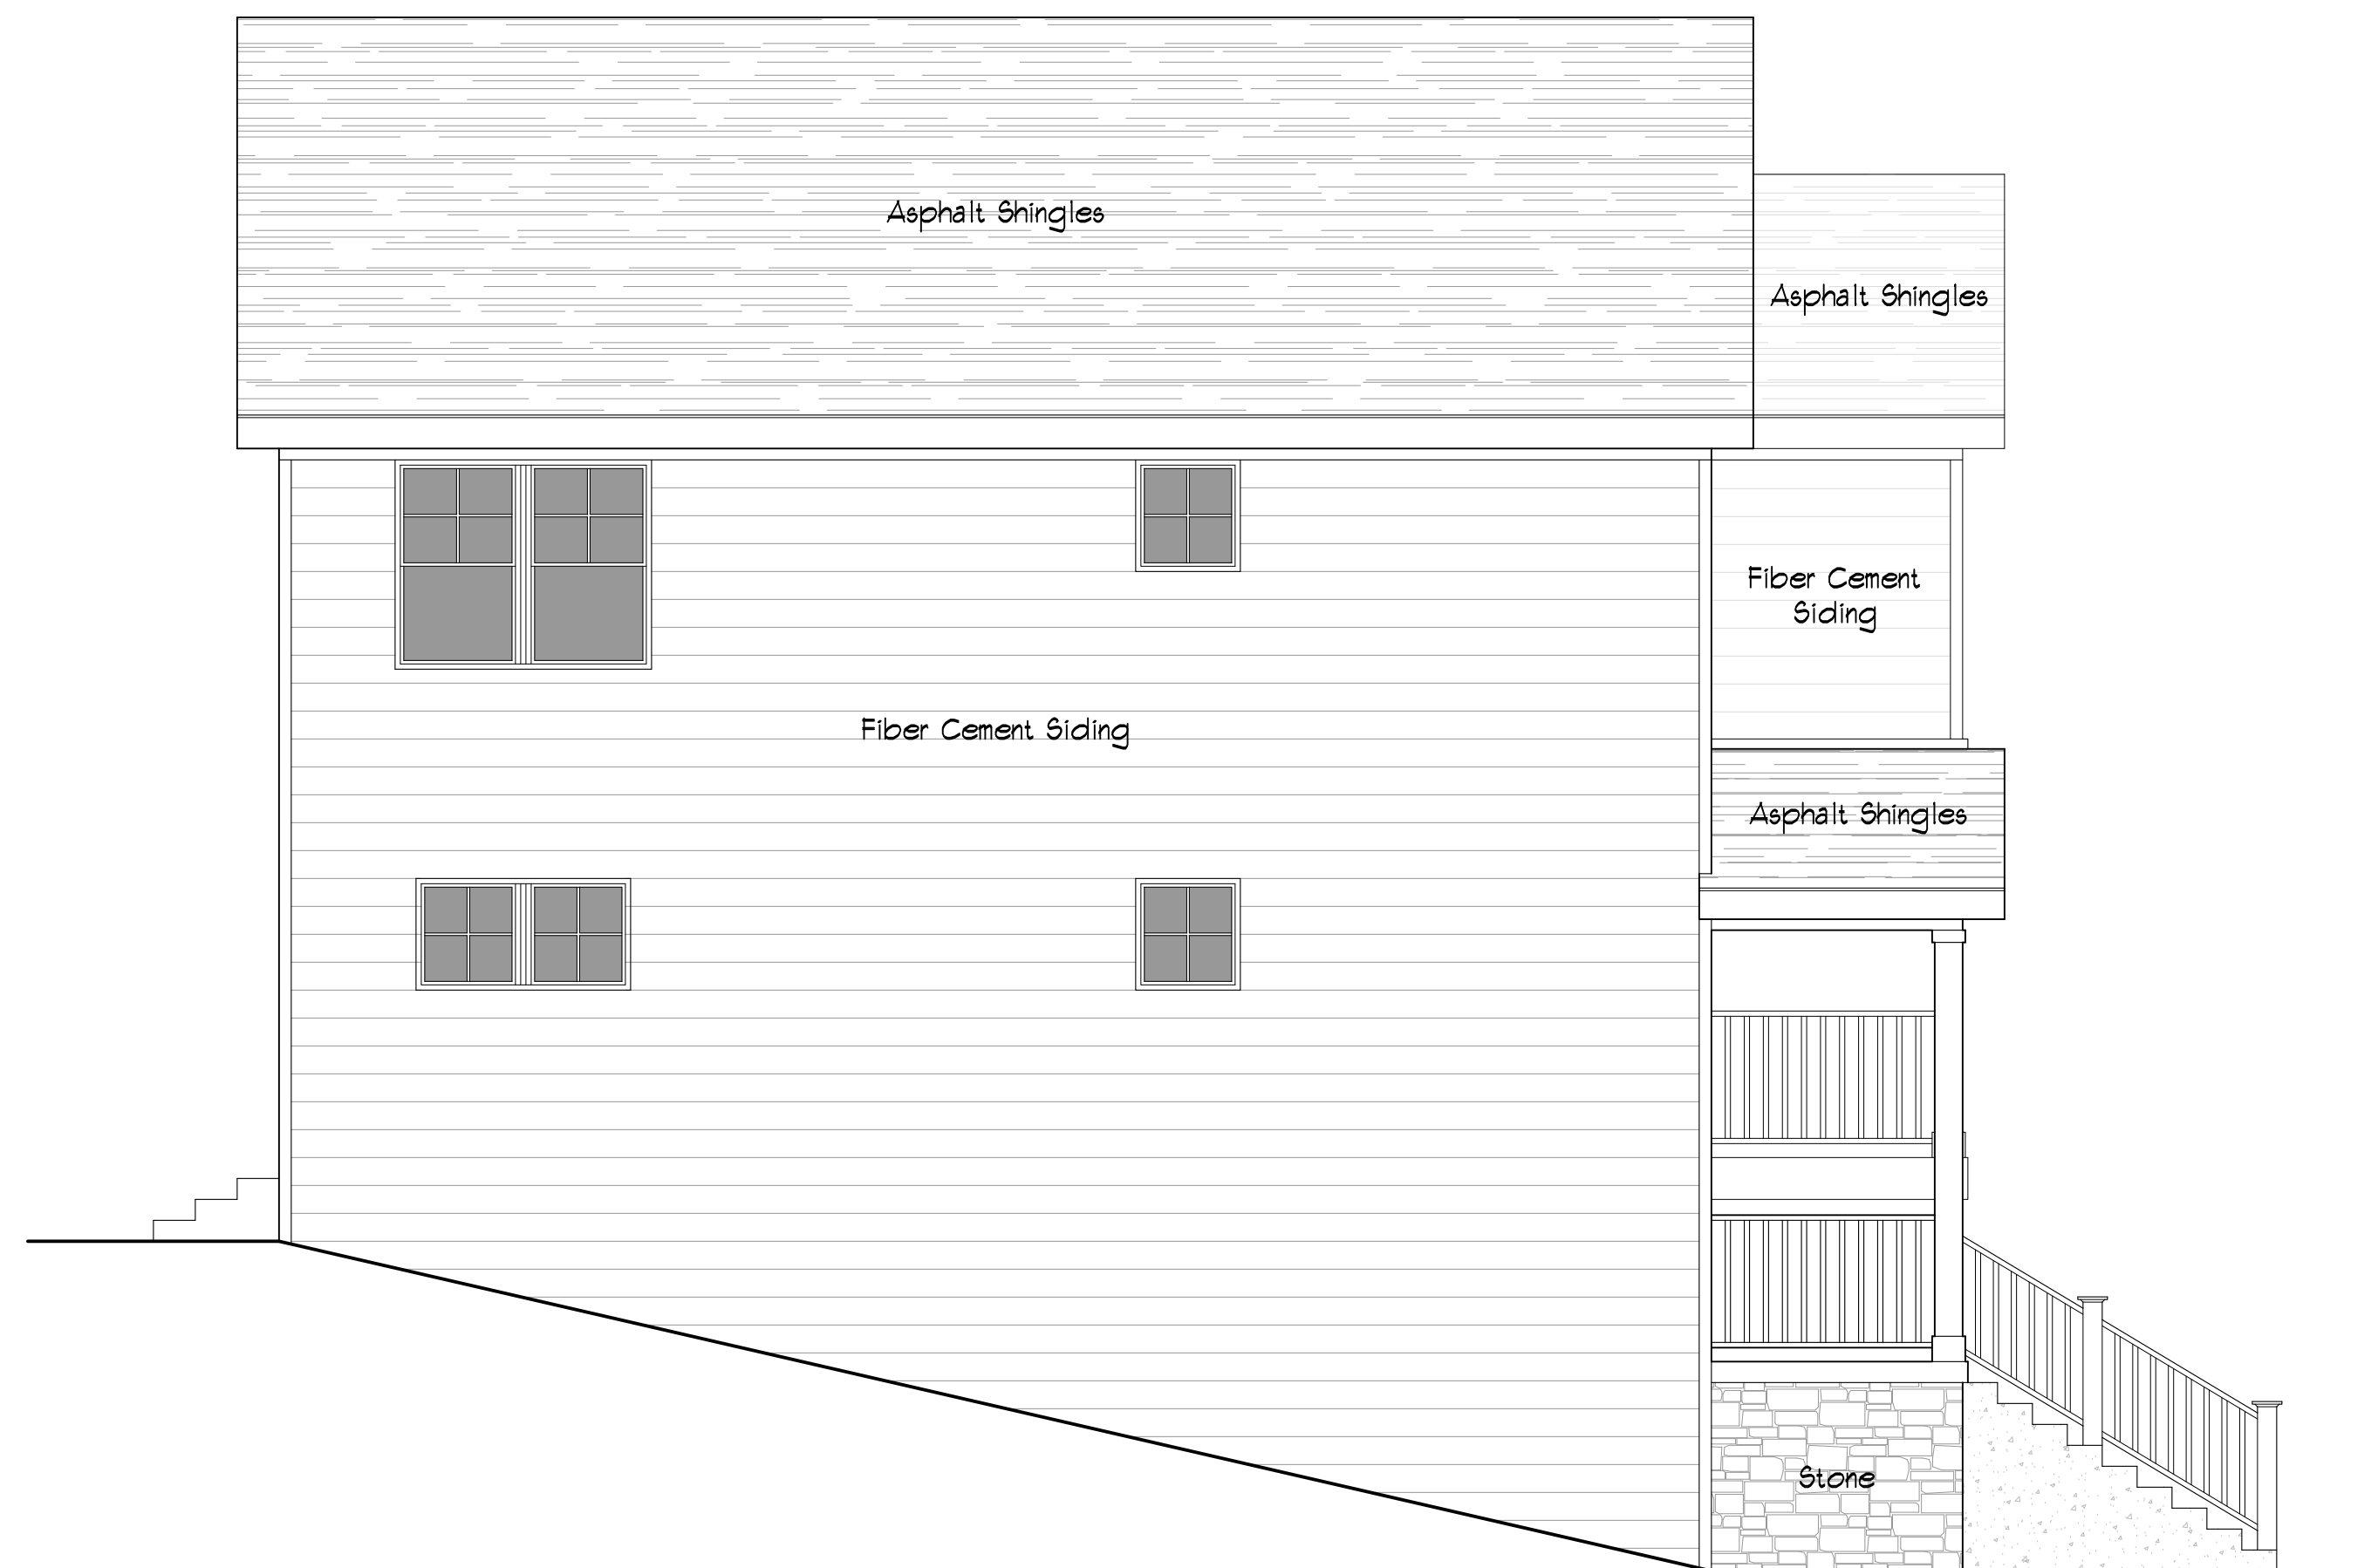 Asphalt Shingles
Asphalt Shingles
Fiber Cement
Siding
Fiber Cement Siding
Asphalt Shingles
Stone